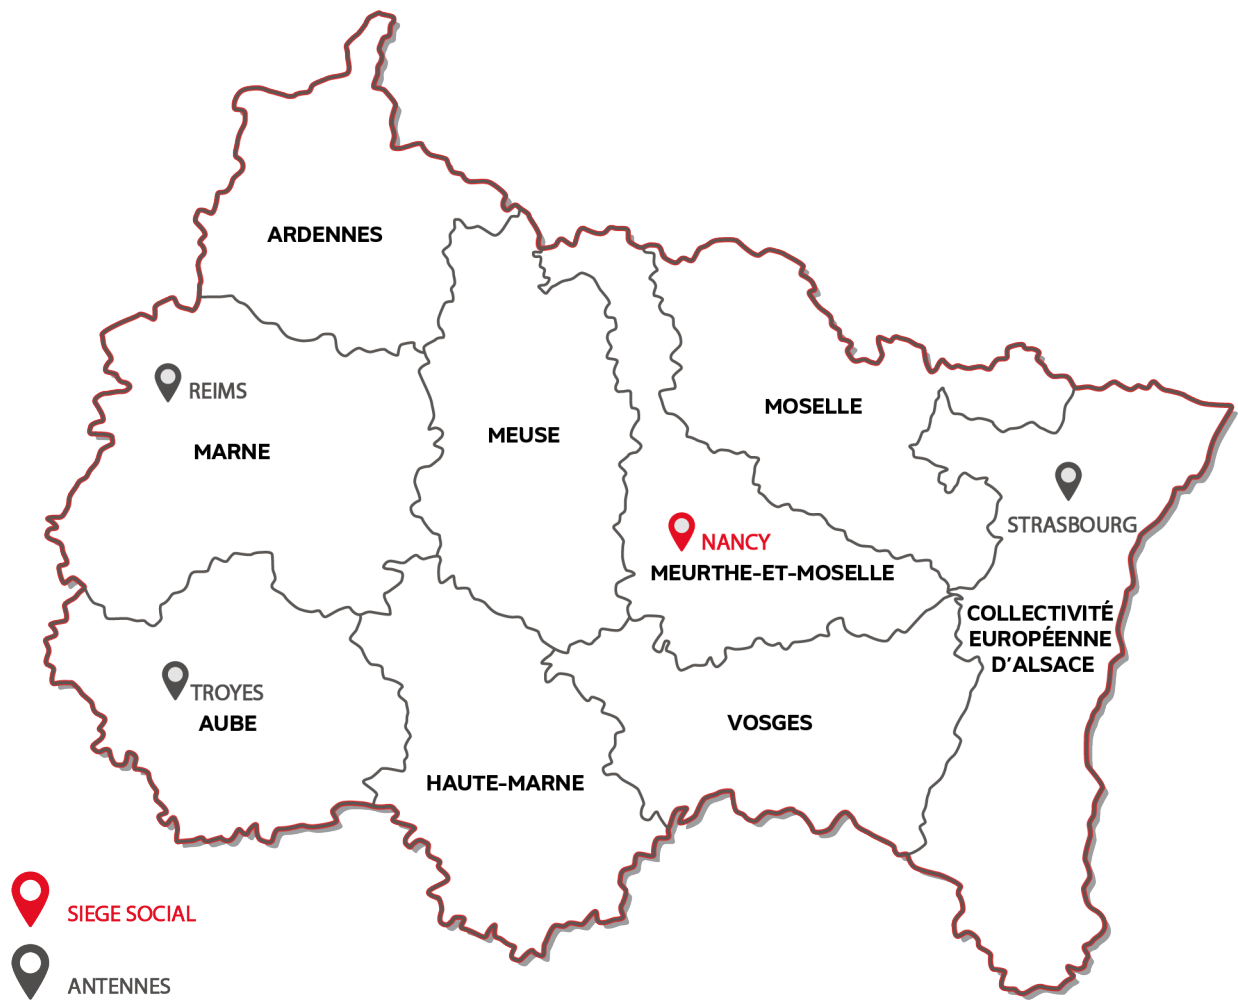 ARDENNES
REIMS
MARNE
MEUSE
MOSELLE
STRASBOURG
NANCY
MEURTHE-ET-MOSELLE
COLLECTIVITÉ
EUROPÉENNE
D'ALSACE
TROYES
AUBE
VOSGES
HAUTE-MARNE
SIEGE SOCIAL
ANTENNES